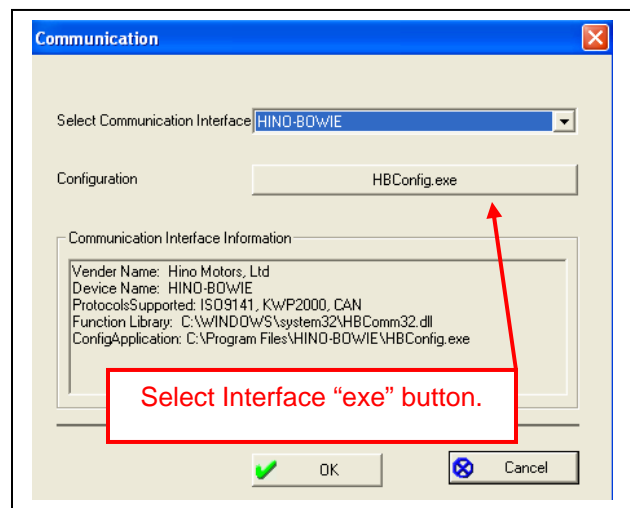 Communication
Select Communication Interface HINO-BOWIE
Configuration HBConfig.exe
Communication Interface Information
Vender Name: Hino Motors, Ltd
Device Name: HINO-BOWIE
ProtocolsSupported: ISO9141, KWP2000, CAN
Function Library: C:\WINDOWS\system32\HBComm32.dll
ConfigApplication: C:\Program Files\HINO-BOWIE\HBConfig.exe
Select Interface “exe” button.
OK Cancel